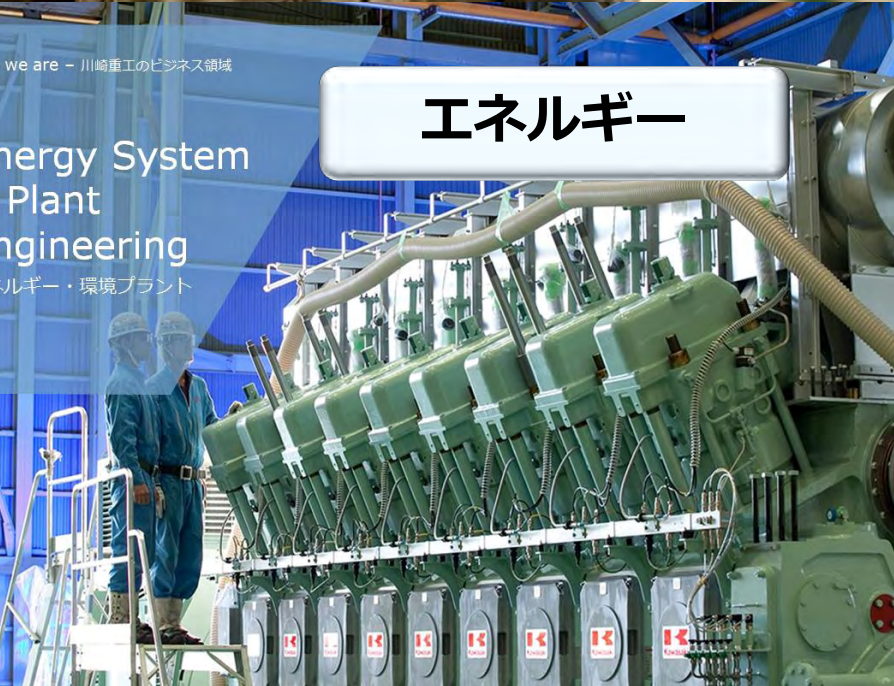 we are – 川崎重工のビジネス領域
エネルギー
nergy System
Plant
ngineering
ルギー・環境プラント